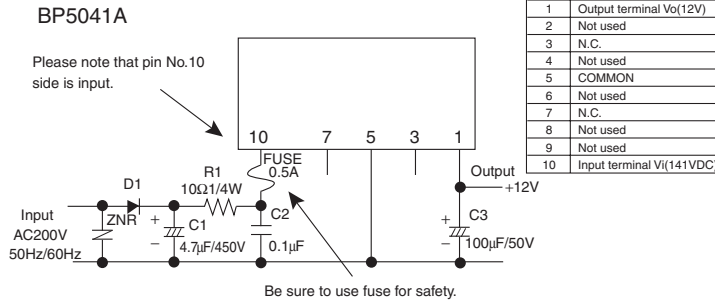 BP5041A
Please note that pin No.10
side is input.
10 7 5 3 1
FUSE
0.5A
R1
10Ω1/4W
D1
Input
AC200V
50Hz/60Hz
ZNR
+
C1
−
4.7μF/450V
C2
0.1μF
Output
+12V
+
C3
−
100μF/50V
Be sure to use fuse for safety.
1 Output terminal Vo(12V)
2 Not used
3 N.C.
4 Not used
5 COMMON
6 Not used
7 N.C.
8 Not used
9 Not used
10 Input terminal Vi(141VDC)